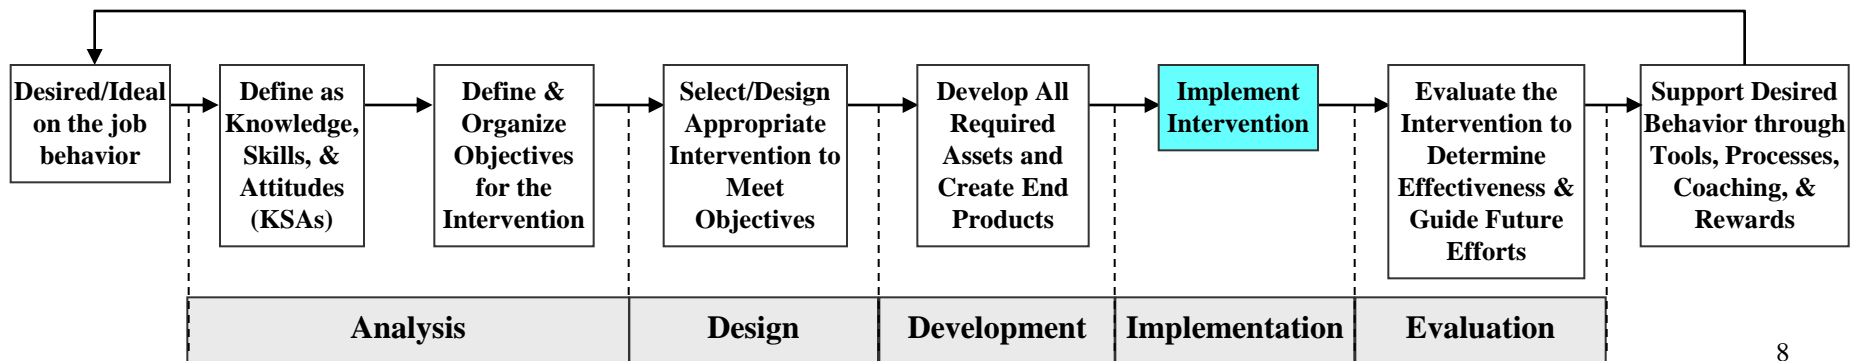 Desired/Ideal
on the job
behavior
Define as
Knowledge,
Skills, &
Attitudes
(KSAs)
Define &
Organize
Objectives
for the
Intervention
Select/Design
Appropriate
Intervention to
Meet
Objectives
Develop All
Required
Assets and
Create End
Products
Implement
Intervention
Evaluate the
Intervention to
Determine
Effectiveness &
Guide Future
Efforts
Support Desired
Behavior through
Tools, Processes,
Coaching, &
Rewards
Analysis
Design
Development
Implementation
Evaluation
8